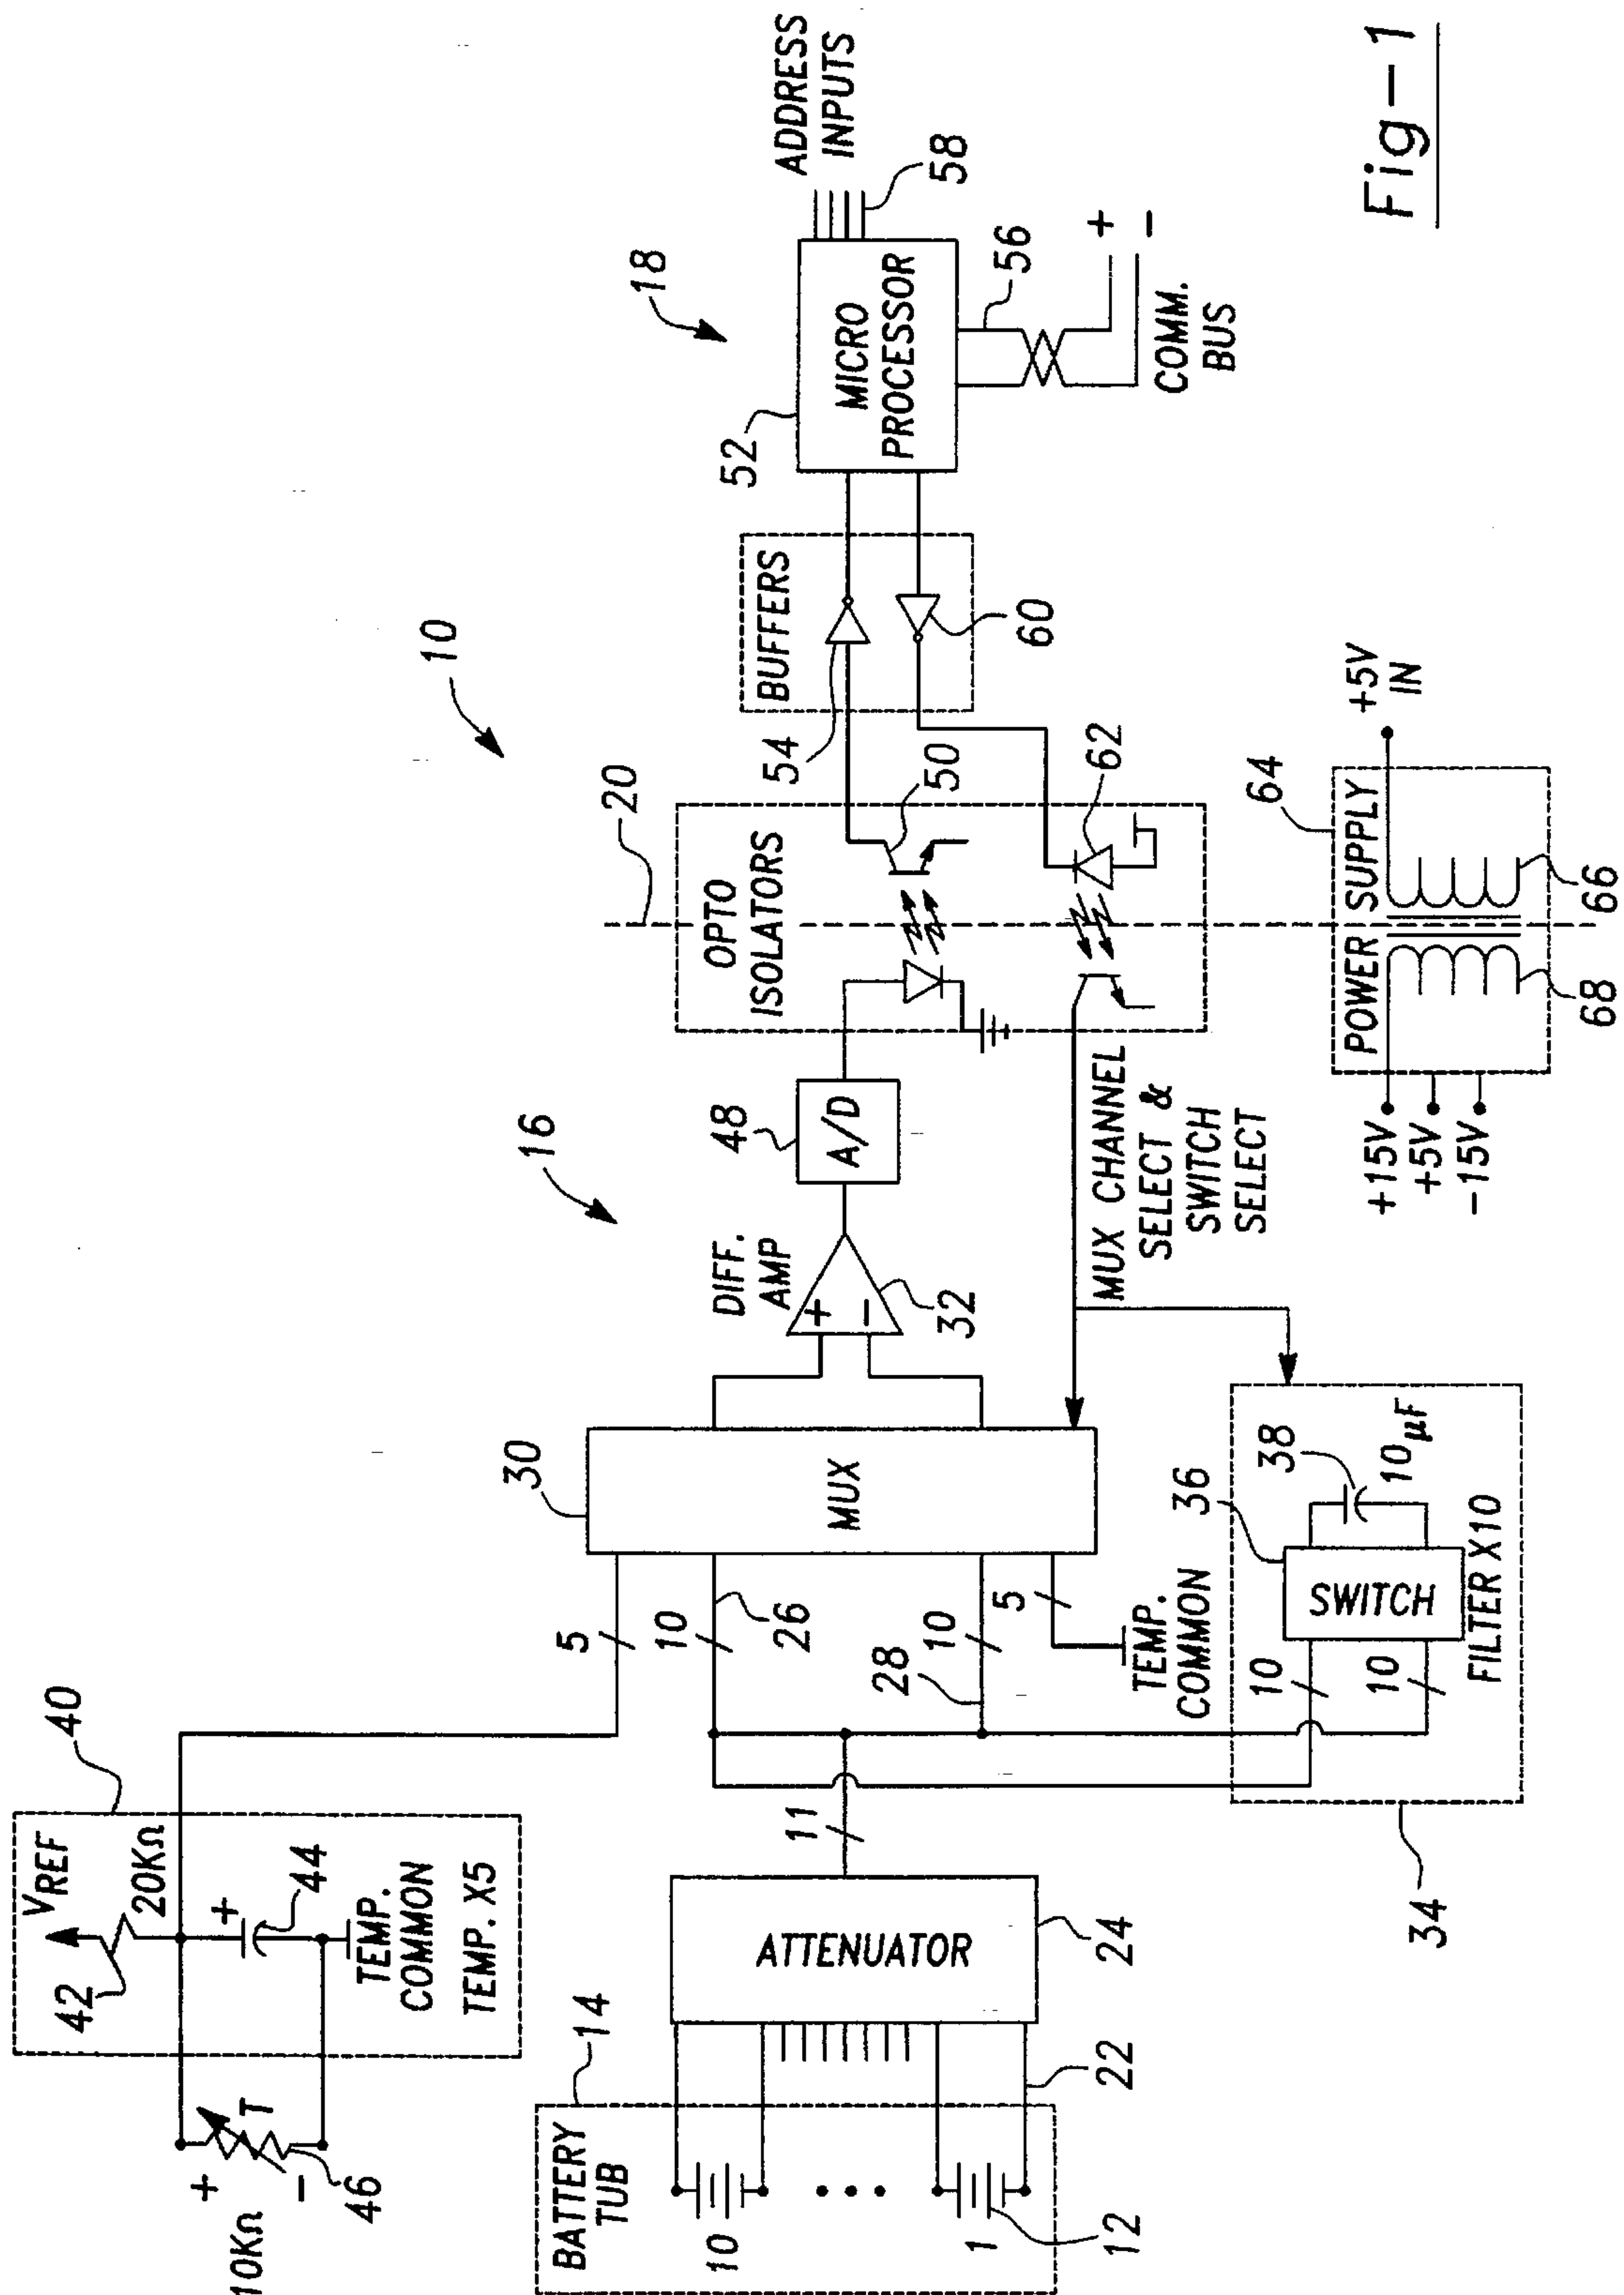 10
16
18
20
40
VREF
42
20KΩ
+
44
TEMP.
COMMON
TEMP. X5
+
T
-
10KΩ
46
14
BATTERY
TUB
10
1
12
22
ATTENUATOR
24
11
5
10
26
28
10
5
TEMP.
COMMON
30
MUX
DIFF.
AMP
+
-
32
48
A/D
OPTO
ISOLATORS
50
62
BUFFERS
54
60
52
MICRO
PROCESSOR
ADDRESS
INPUTS
58
56
+
-
COMM.
BUS
MUX CHANNEL
SELECT &
SWITCH
SELECT
34
10
10
36
SWITCH
38
10µF
FILTER X10
64
POWER SUPPLY
+15V
+5V
-15V
68
66
+5V
IN
Fig-1